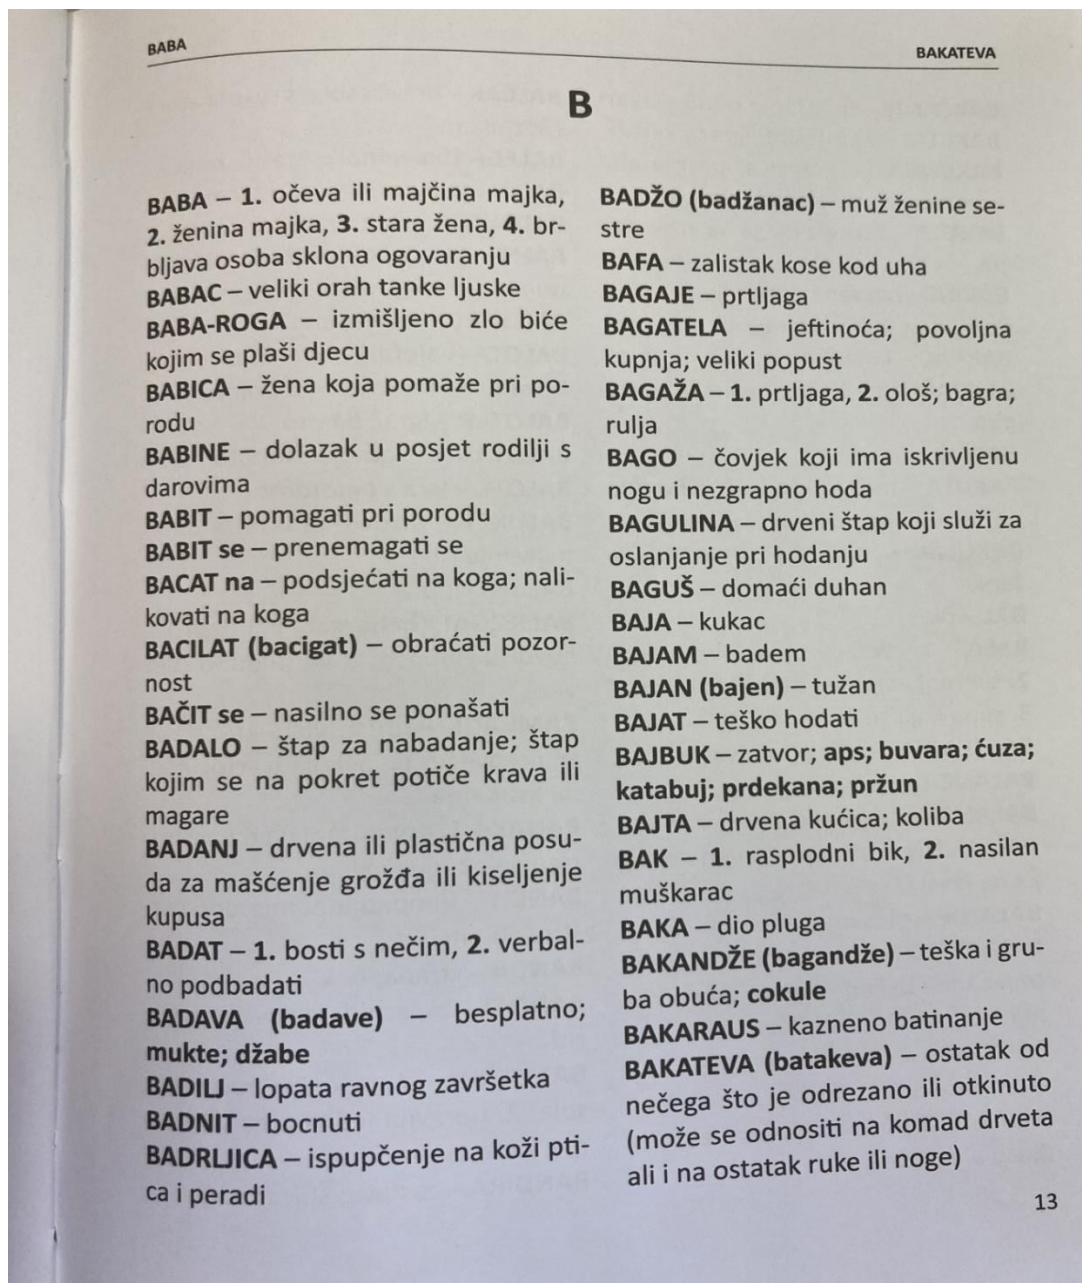 BABA
BAKATEVA
B
BABA – 1. očeva ili majčina majka,
2. ženina majka, 3. stara žena, 4. br-
bljava osoba sklona ogovaranju
BABAC – veliki orah tanke ljuske
BABA-ROGA – izmišljeno zlo biće
kojim se plaši djecu
BABICA – žena koja pomaže pri po-
rodu
BABINE – dolazak u posjet rodilji s
darovima
BABIT – pomagati pri porodu
BABIT se – prenemagati se
BACAT na – podsjećati na koga; nali-
kovati na koga
BACILAT (bacigat) – obraćati pozor-
nost
BAČIT se – nasilno se ponašati
BADALO – štap za nabadanje; štap
kojim se na pokret potiče krava ili
magare
BADANJ – drvena ili plastična posu-
da za mašćenje grožđa ili kiseljenje
kupusa
BADAT – 1. bosti s nečim, 2. verbal-
no podbadati
BADAVA (badave) – besplatno;
mukte; džabe
BADILJ – lopata ravnog završetka
BADNIT – bocnuti
BADRLJICA – ispupčenje na koži pti-
ca i peradi
BADŽO (badžanac) – muž ženine se-
stre
BAFA – zalistak kose kod uha
BAGAJE – prtljaga
BAGATELA – jeftinoća; povoljna
kupnja; veliki popust
BAGAŽA – 1. prtljaga, 2. ološ; bagra;
rulja
BAGO – čovjek koji ima iskrivljenu
nogu i nezgrapno hoda
BAGULINA – drveni štap koji služi za
oslanjanje pri hodanju
BAGUŠ – domaći duhan
BAJA – kukac
BAJAM – badem
BAJAN (bajen) – tužan
BAJAT – teško hodati
BAJBUK – zatvor; aps; buvara; ćuza;
katabuj; prdekana; pržun
BAJTA – drvena kućica; koliba
BAK – 1. rasplodni bik, 2. nasilan
muškarac
BAKA – dio pluga
BAKANDŽE (bagandže) – teška i gru-
ba obuća; cokule
BAKARAUS – kazneno batinanje
BAKATEVA (batakeva) – ostatak od
nečega što je odrezano ili otkinuto
(može se odnositi na komad drveta
ali i na ostatak ruke ili noge)
13